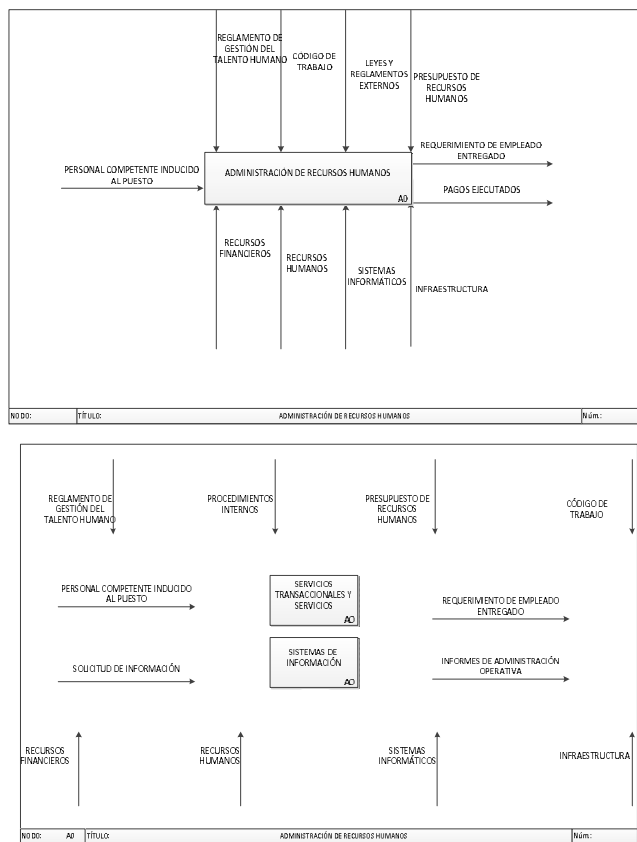 REGLAMENTO DE
GESTIÓN DEL
TALENTO HUMANO
CÓDIGO DE
TRABAJO
LEYES Y
REGLAMENTOS
EXTERNOS
PRESUPUESTO DE
RECURSOS
HUMANOS
PERSONAL COMPETENTE INDUCIDO
AL PUESTO
ADMINISTRACIÓN DE RECURSOS HUMANOS
A0
REQUERIMIENTO DE EMPLEADO
ENTREGADO
PAGOS EJECUTADOS
RECURSOS
FINANCIEROS
RECURSOS
HUMANOS
SISTEMAS
INFORMÁTICOS
INFRAESTRUCTURA
NODO: TÍTULO: ADMINISTRACIÓN DE RECURSOS HUMANOS Núm.:
REGLAMENTO DE
GESTIÓN DEL
TALENTO HUMANO
PROCEDIMIENTOS
INTERNOS
PRESUPUESTO DE
RECURSOS
HUMANOS
CÓDIGO DE
TRABAJO
PERSONAL COMPETENTE INDUCIDO
AL PUESTO
SERVICIOS
TRANSACCIONALES Y
SERVICIOS
A0
REQUERIMIENTO DE EMPLEADO
ENTREGADO
SOLICITUD DE INFORMACIÓN
SISTEMAS DE
INFORMACIÓN
A0
INFORMES DE ADMINISTRACIÓN
OPERATIVA
RECURSOS
FINANCIEROS
RECURSOS
HUMANOS
SISTEMAS
INFORMÁTICOS
INFRAESTRUCTURA
NODO: A0 TÍTULO: ADMINISTRACIÓN DE RECURSOS HUMANOS Núm.: